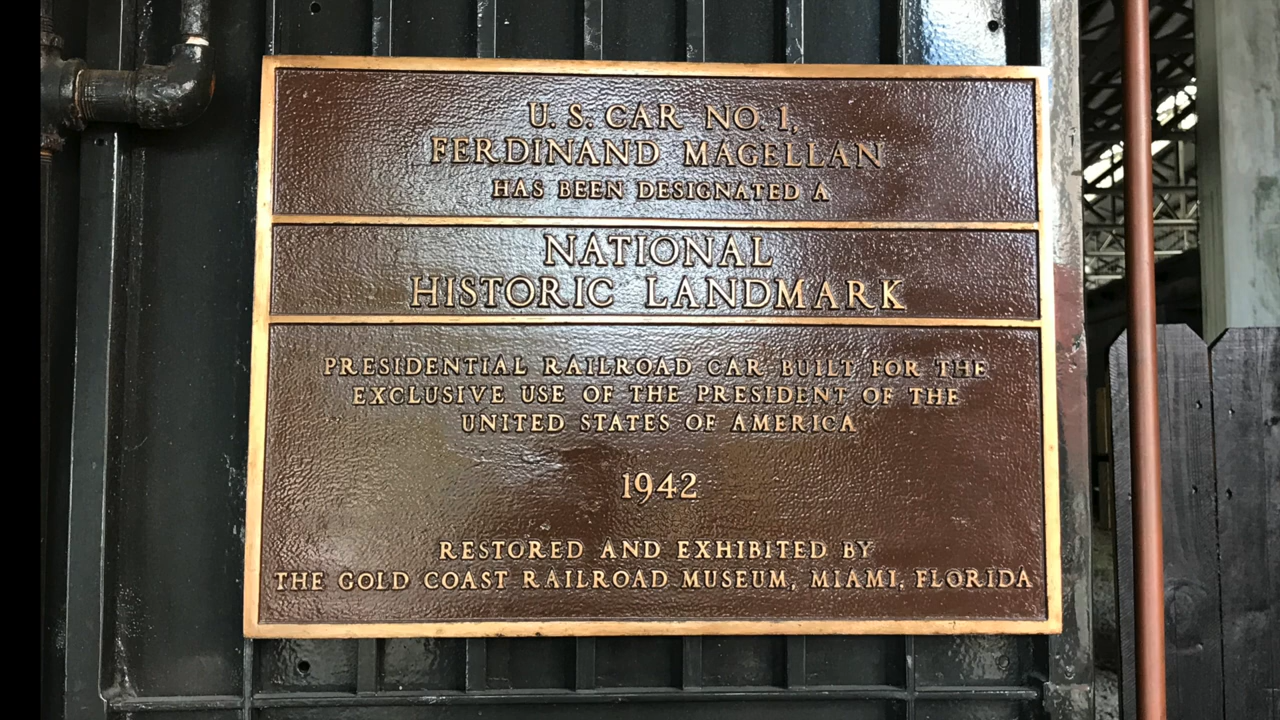 U. S. CAR NO. 1,
FERDINAND MAGELLAN
HAS BEEN DESIGNATED A
NATIONAL
HISTORIC LANDMARK
PRESIDENTIAL RAILROAD CAR BUILT FOR THE
EXCLUSIVE USE OF THE PRESIDENT OF THE
UNITED STATES OF AMERICA
1942
RESTORED AND EXHIBITED BY
THE GOLD COAST RAILROAD MUSEUM, MIAMI, FLORIDA